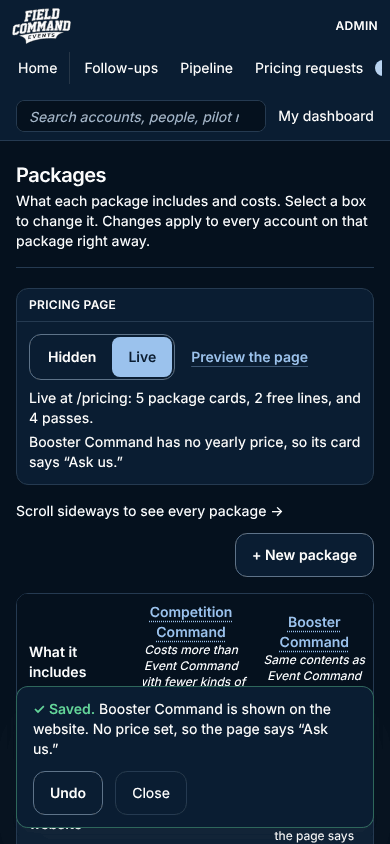 FIELD
COMMAND
EVENTS
ADMIN
Home
Follow-ups
Pipeline
Pricing requests
Search accounts, people, pilot
My dashboard
Packages
What each package includes and costs. Select a box
to change it. Changes apply to every account on that
package right away.
PRICING PAGE
Hidden
Live
Preview the page
Live at /pricing: 5 package cards, 2 free lines, and
4 passes.
Booster Command has no yearly price, so its card
says “Ask us.”
Scroll sideways to see every package →
+ New package
What it
includes
Competition
Command
Costs more than
Event Command
with fewer kinds of
Booster
Command
Same contents as
Event Command
✓ Saved. Booster Command is shown on the
website. No price set, so the page says “Ask
us.”
Undo
Close
website
the page says